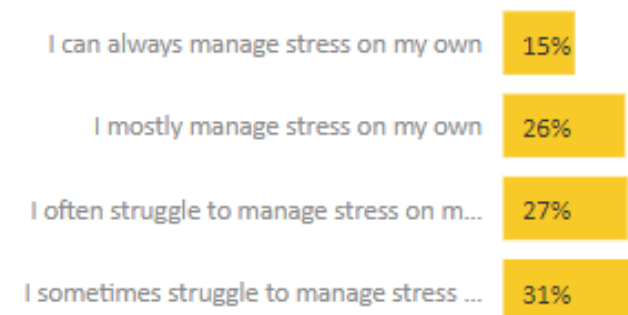 I can always manage stress on my own 15%
I mostly manage stress on my own 26%
I often struggle to manage stress on m... 27%
I sometimes struggle to manage stress ... 31%